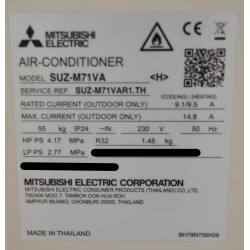 MITSUBISHI
ELECTRIC
AIR-CONDITIONER
MODEL SUZ-M71VA <H>
SERVICE REF. SUZ-M71VAR1.TH
(COOLING) / (HEATING)
RATED CURRENT (OUTDOOR ONLY) 9.1/9.5 A
MAX. CURRENT (OUTDOOR ONLY) 14.8 A
55 kg IP24 ~/N 230 V 50 Hz
HP PS 4.17 MPa R32 1.45 kg
LP PS 2.77 MPa
MITSUBISHI ELECTRIC CORPORATION
MITSUBISHI ELECTRIC CONSUMER PRODUCTS (THAILAND) CO.,LTD
700/406 MOO 7, TAMBON DON HUA ROH,
AMPHUR MUANG, CHONBURI 20000
THAILAND
MADE IN THAILAND BH79N758H09